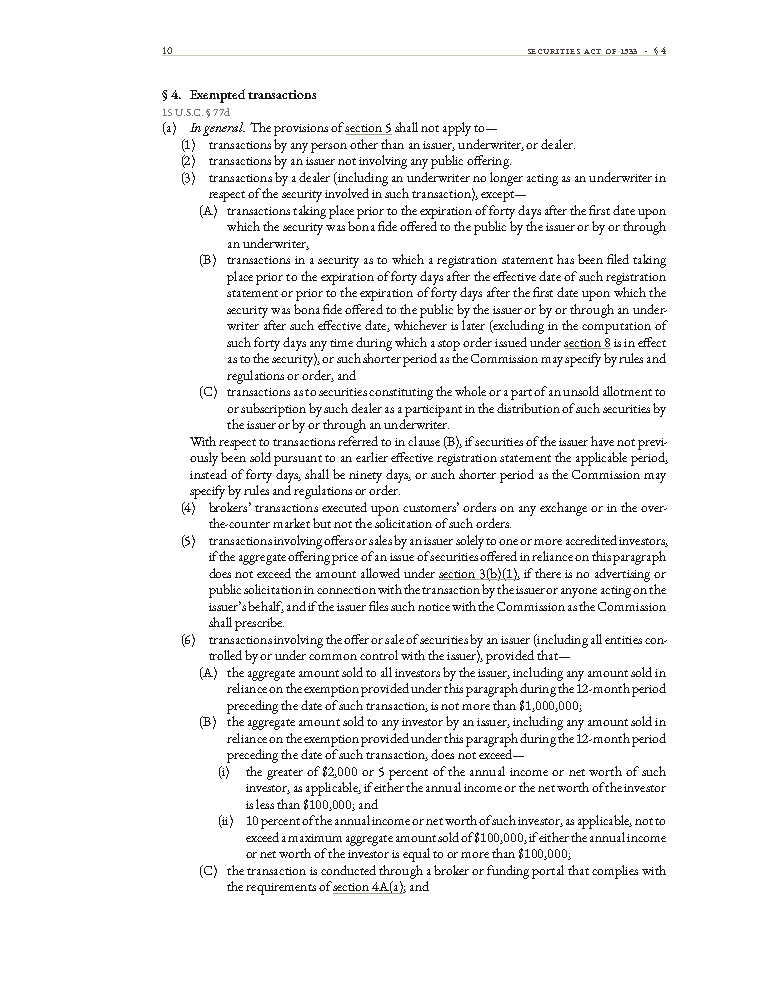 10 SECURITIES ACT OF 1933 · § 4
§ 4. Exempted transactions
15 U.S.C. § 77d
(a) In general. The provisions of section 5 shall not apply to—
(1) transactions by any person other than an issuer, underwriter, or dealer.
(2) transactions by an issuer not involving any public offering.
(3) transactions by a dealer (including an underwriter no longer acting as an underwriter in
respect of the security involved in such transaction), except—
(A) transactions taking place prior to the expiration of forty days after the first date upon
which the security was bona fide offered to the public by the issuer or by or through
an underwriter,
(B) transactions in a security as to which a registration statement has been filed taking
place prior to the expiration of forty days after the effective date of such registration
statement or prior to the expiration of forty days after the first date upon which the
security was bona fide offered to the public by the issuer or by or through an under-
writer after such effective date, whichever is later (excluding in the computation of
such forty days any time during which a stop order issued under section 8 is in effect
as to the security), or such shorter period as the Commission may specify by rules and
regulations or order, and
(C) transactions as to securities constituting the whole or a part of an unsold allotment to
or subscription by such dealer as a participant in the distribution of such securities by
the issuer or by or through an underwriter.
With respect to transactions referred to in clause (B), if securities of the issuer have not previ-
ously been sold pursuant to an earlier effective registration statement the applicable period,
instead of forty days, shall be ninety days, or such shorter period as the Commission may
specify by rules and regulations or order.
(4) brokers’ transactions executed upon customers’ orders on any exchange or in the over-
the-counter market but not the solicitation of such orders.
(5) transactions involving offers or sales by an issuer solely to one or more accredited investors,
if the aggregate offering price of an issue of securities offered in reliance on this paragraph
does not exceed the amount allowed under section 3(b)(1), if there is no advertising or
public solicitation in connection with the transaction by the issuer or anyone acting on the
issuer’s behalf, and if the issuer files such notice with the Commission as the Commission
shall prescribe.
(6) transactions involving the offer or sale of securities by an issuer (including all entities con-
trolled by or under common control with the issuer), provided that—
(A) the aggregate amount sold to all investors by the issuer, including any amount sold in
reliance on the exemption provided under this paragraph during the 12-month period
preceding the date of such transaction, is not more than $1,000,000;
(B) the aggregate amount sold to any investor by an issuer, including any amount sold in
reliance on the exemption provided under this paragraph during the 12-month period
preceding the date of such transaction, does not exceed—
(i) the greater of $2,000 or 5 percent of the annual income or net worth of such
investor, as applicable, if either the annual income or the net worth of the investor
is less than $100,000; and
(ii) 10 percent of the annual income or net worth of such investor, as applicable, not to
exceed a maximum aggregate amount sold of $100,000, if either the annual income
or net worth of the investor is equal to or more than $100,000;
(C) the transaction is conducted through a broker or funding portal that complies with
the requirements of section 4A(a); and